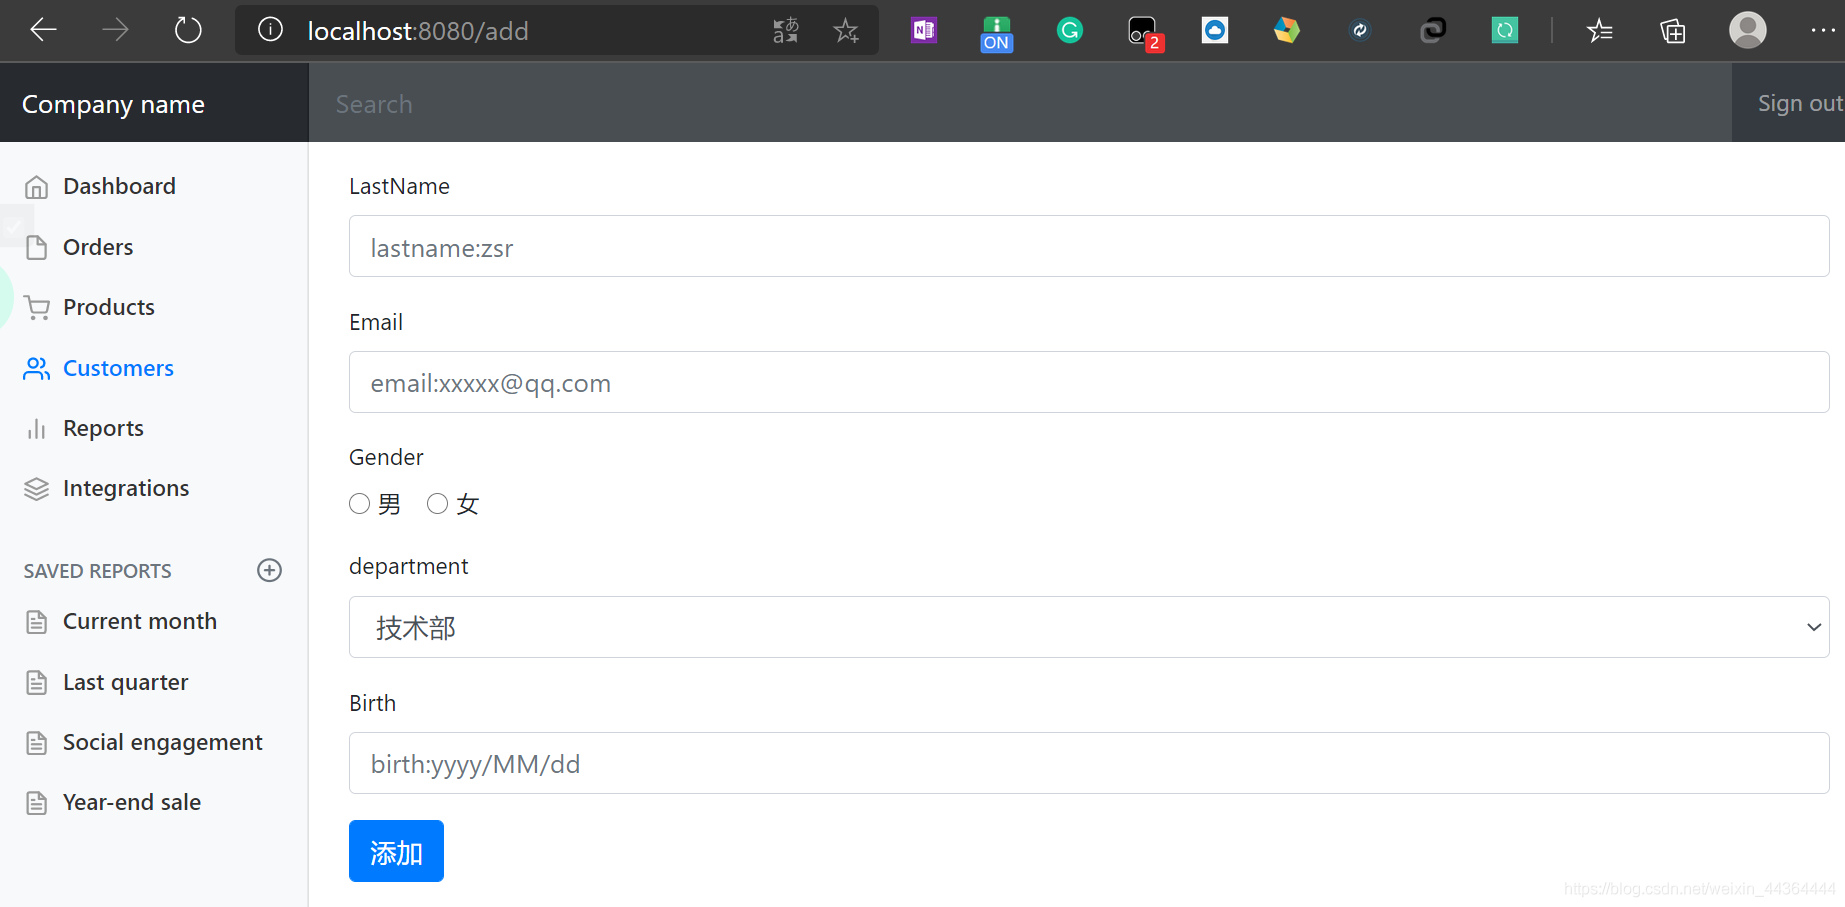 localhost:8080/add
ON
2
Company name
Search
Sign out
Dashboard
Orders
Products
Customers
Reports
Integrations
SAVED REPORTS
Current month
Last quarter
Social engagement
Year-end sale
LastName
lastname:zsr
Email
email:xxxxx@qq.com
Gender
男 女
department
技术部
Birth
birth:yyyy/MM/dd
添加
https://blog.csdn.net/weixin_44364444